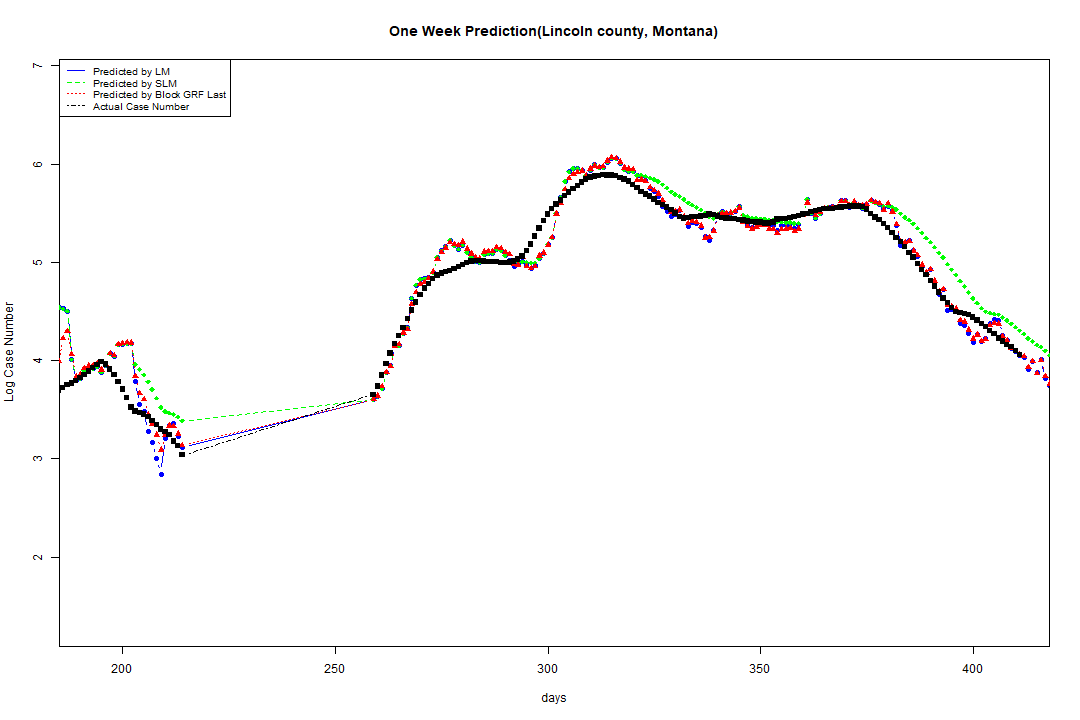 One Week Prediction(Lincoln county, Montana)
Predicted by LM
Predicted by SLM
Predicted by Block GRF Last
Actual Case Number
7
6
5
4
3
2
Log Case Number
200
250
300
350
400
days